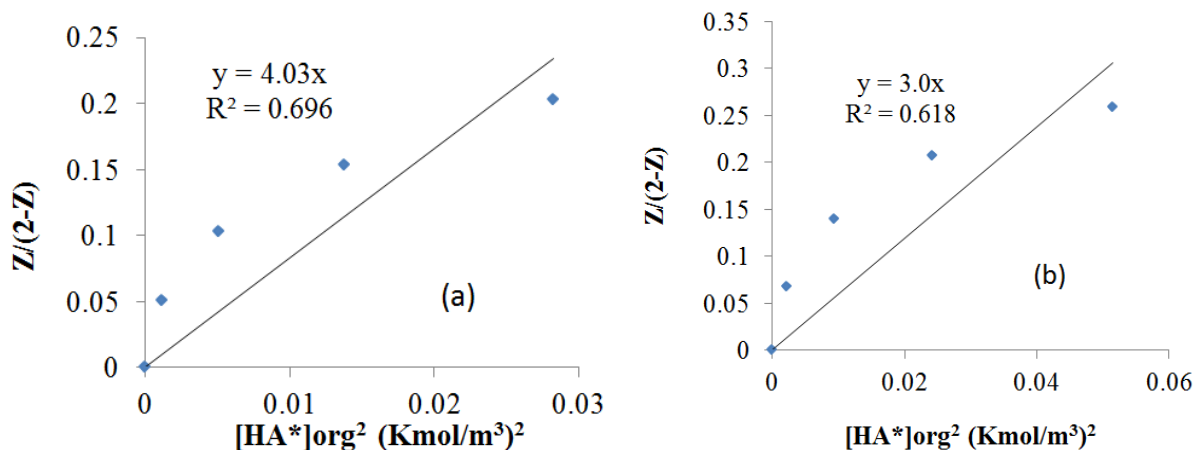 0.25
0.2
0.15
0.1
0.05
0
Z/(2-Z)
y = 4.03x
R² = 0.696
(a)
0 0.01 0.02 0.03
[HA*]org² (Kmol/m³)²
0.35
0.3
0.25
0.2
0.15
0.1
0.05
0
Z/(2-Z)
y = 3.0x
R² = 0.618
(b)
0 0.02 0.04 0.06
[HA*]org² (Kmol/m³)²